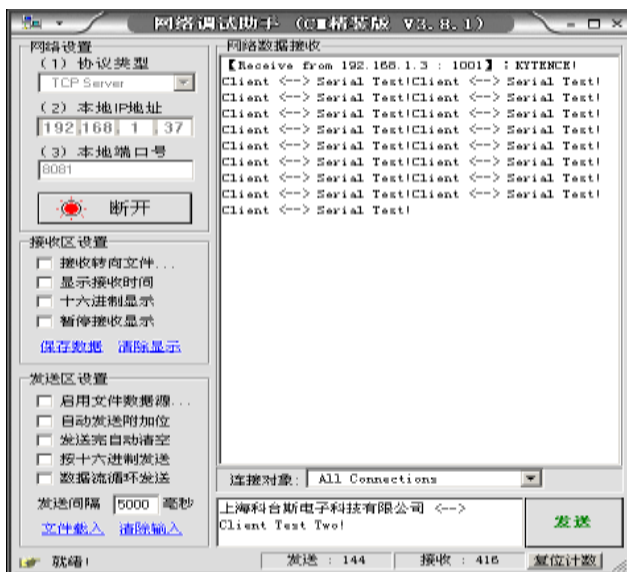 网络调试助手 (C■精装版 V3.8.1)
网络设置
(1) 协议类型
TCP Server
(2) 本地IP地址
192.168. 1 . 37
(3) 本地端口号
8081
断开
接收区设置
接收转向文件...
显示接收时间
十六进制显示
暂停接收显示
保存数据 清除显示
发送区设置
启用文件数据源...
自动发送附加位
发送完自动清空
按十六进制发送
数据流循环发送
发送间隔 5000 毫秒
文件载入 清除输入
网络数据接收
【Receive from 192.168.1.3 : 1001】:KYTENCE!
Client <--> Serial Test!Client <--> Serial Test!
Client <--> Serial Test!Client <--> Serial Test!
Client <--> Serial Test!Client <--> Serial Test!
Client <--> Serial Test!Client <--> Serial Test!
Client <--> Serial Test!Client <--> Serial Test!
Client <--> Serial Test!Client <--> Serial Test!
Client <--> Serial Test!Client <--> Serial Test!
Client <--> Serial Test!Client <--> Serial Test!
Client <--> Serial Test!
连接对象: All Connections
上海科台斯电子科技有限公司 <-->
Client Test Two!
发送
就绪!
发送 : 144
接收 : 416
复位计数